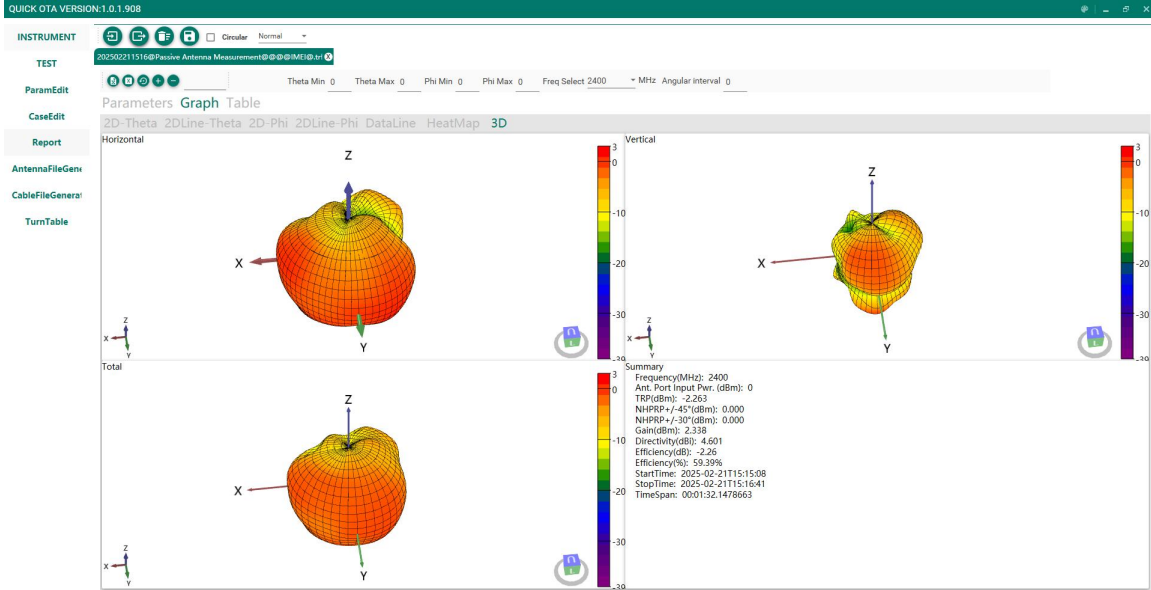 QUICK OTA VERSION:1.0.1.908
INSTRUMENT
TEST
ParamEdit
CaseEdit
Report
AntennaFileGene
CableFileGenerat
TurnTable
Circular Normal
202502211516@Passive Antenna Measurement@@@@IMEI@.trl
Theta Min 0 Theta Max 0 Phi Min 0 Phi Max 0 Freq Select 2400 MHz Angular interval 0
Parameters Graph Table
2D-Theta 2DLine-Theta 2D-Phi 2DLine-Phi DataLine HeatMap 3D
Horizontal
Z
X
Y
Z
X
Y
3
0
-10
-20
-30
-39
Vertical
Z
X
Y
Z
X
Y
3
0
-10
-20
-30
-39
Total
Z
X
Y
Z
X
Y
3
0
-10
-20
-30
-39
Summary
Frequency(MHz): 2400
Ant. Port Input Pwr. (dBm): 0
TRP(dBm): -2.263
NHPRP+/-45°(dBm): 0.000
NHPRP+/-30°(dBm): 0.000
Gain(dBm): 2.338
Directivity(dBi): 4.601
Efficiency(dB): -2.26
Efficiency(%): 59.39%
StartTime: 2025-02-21T15:15:08
StopTime: 2025-02-21T15:16:41
TimeSpan: 00:01:32.1478663